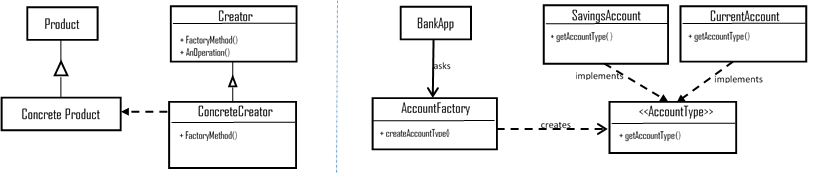 Product
Creator
+ FactoryMethod()
+ AnOperation()
Concrete Product
ConcreteCreator
+ FactoryMethod()
BankApp
SavingsAccount
+ getAccountType( )
CurrentAccount
+ getAccountType()
asks
implements
implements
AccountFactory
+ createAccountType()
creates
<<AccountType>>
+ getAccountType()